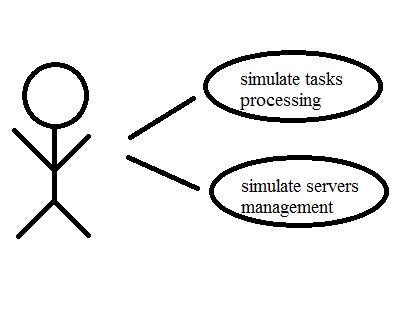 simulate tasks
processing
simulate servers
management